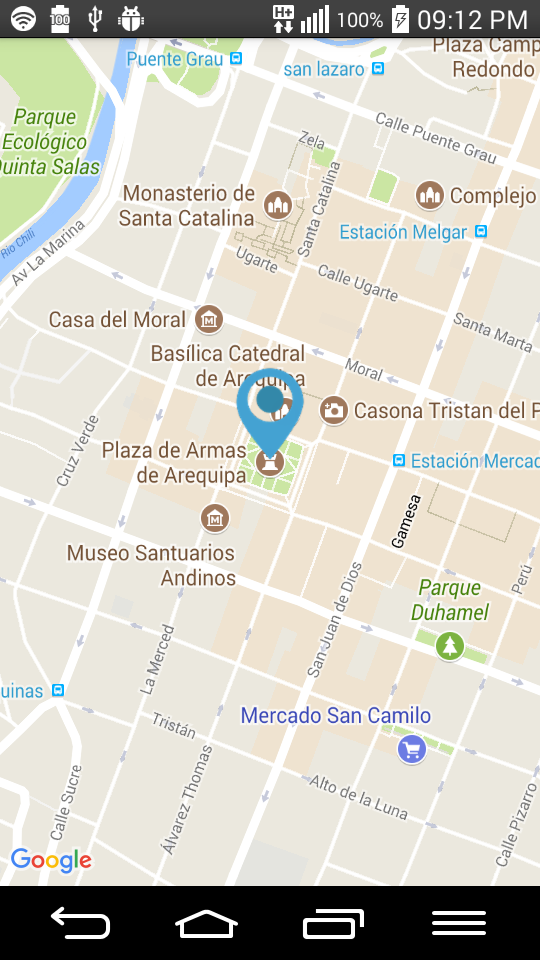 100
100% 09:12 PM
Plaza Camp
Redondo
Puente Grau
san lazaro
Parque
Ecológico
Quinta Salas
Calle Puente Grau
Zela
Monasterio de
Santa Catalina
Santa Catalina
Complejo
Estación Melgar
Río Chili
Av La Marina
Ugarte
Calle Ugarte
Casa del Moral
Santa Marta
Basílica Catedral
de Arequipa
Moral
Casona Tristan del P
Cruz Verde
Plaza de Armas
de Arequipa
Estación Mercad
Gamesa
Museo Santuarios
Andinos
Perú
Parque
Duhamel
San Juan de Dios
La Merced
uinas
Mercado San Camilo
Tristán
Calle Sucre
Álvarez Thomas
Alto de la Luna
Calle Pizarro
Google